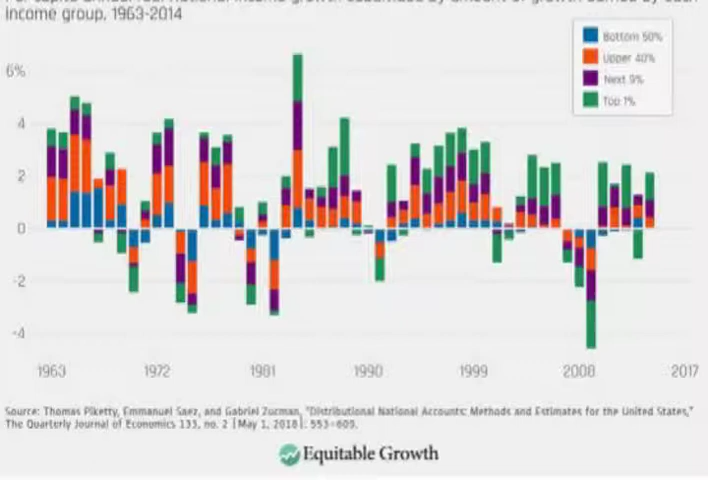 income group, 1963-2014
Bottom 50%
Upper 40%
Next 9%
Top 1%
6%
4
2
0
-2
-4
1963 1972 1981 1990 1999 2008 2017
Source: Thomas Piketty, Emmanuel Saez, and Gabriel Zucman, "Distributional National Accounts: Methods and Estimates for the United States,"
The Quarterly Journal of Economics 133, no. 2 (May 1, 2018): 553–609.
Equitable Growth